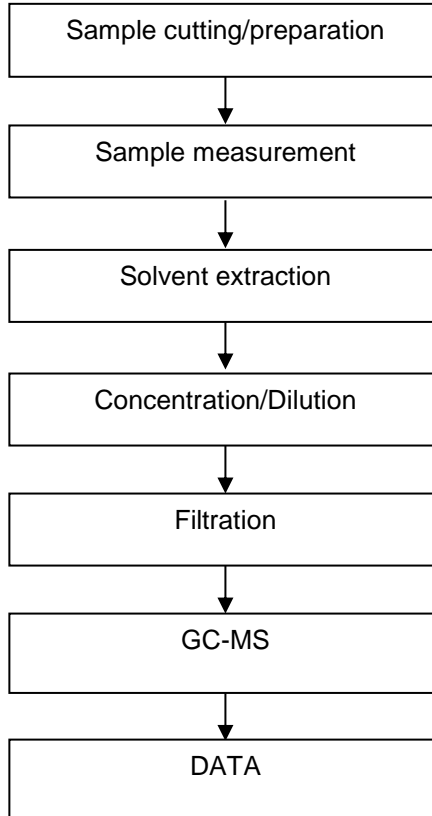 Sample cutting/preparation
Sample measurement
Solvent extraction
Concentration/Dilution
Filtration
GC-MS
DATA